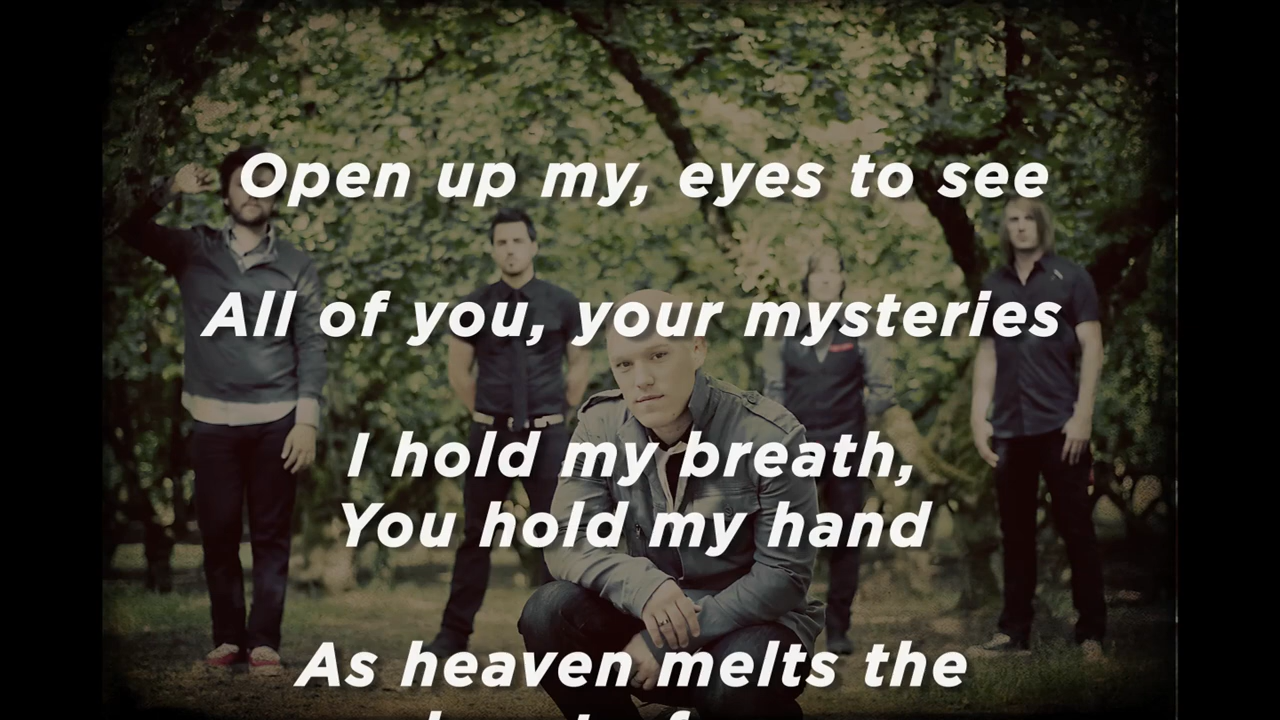 Open up my, eyes to see
All of you, your mysteries
I hold my breath,
You hold my hand
As heaven melts the